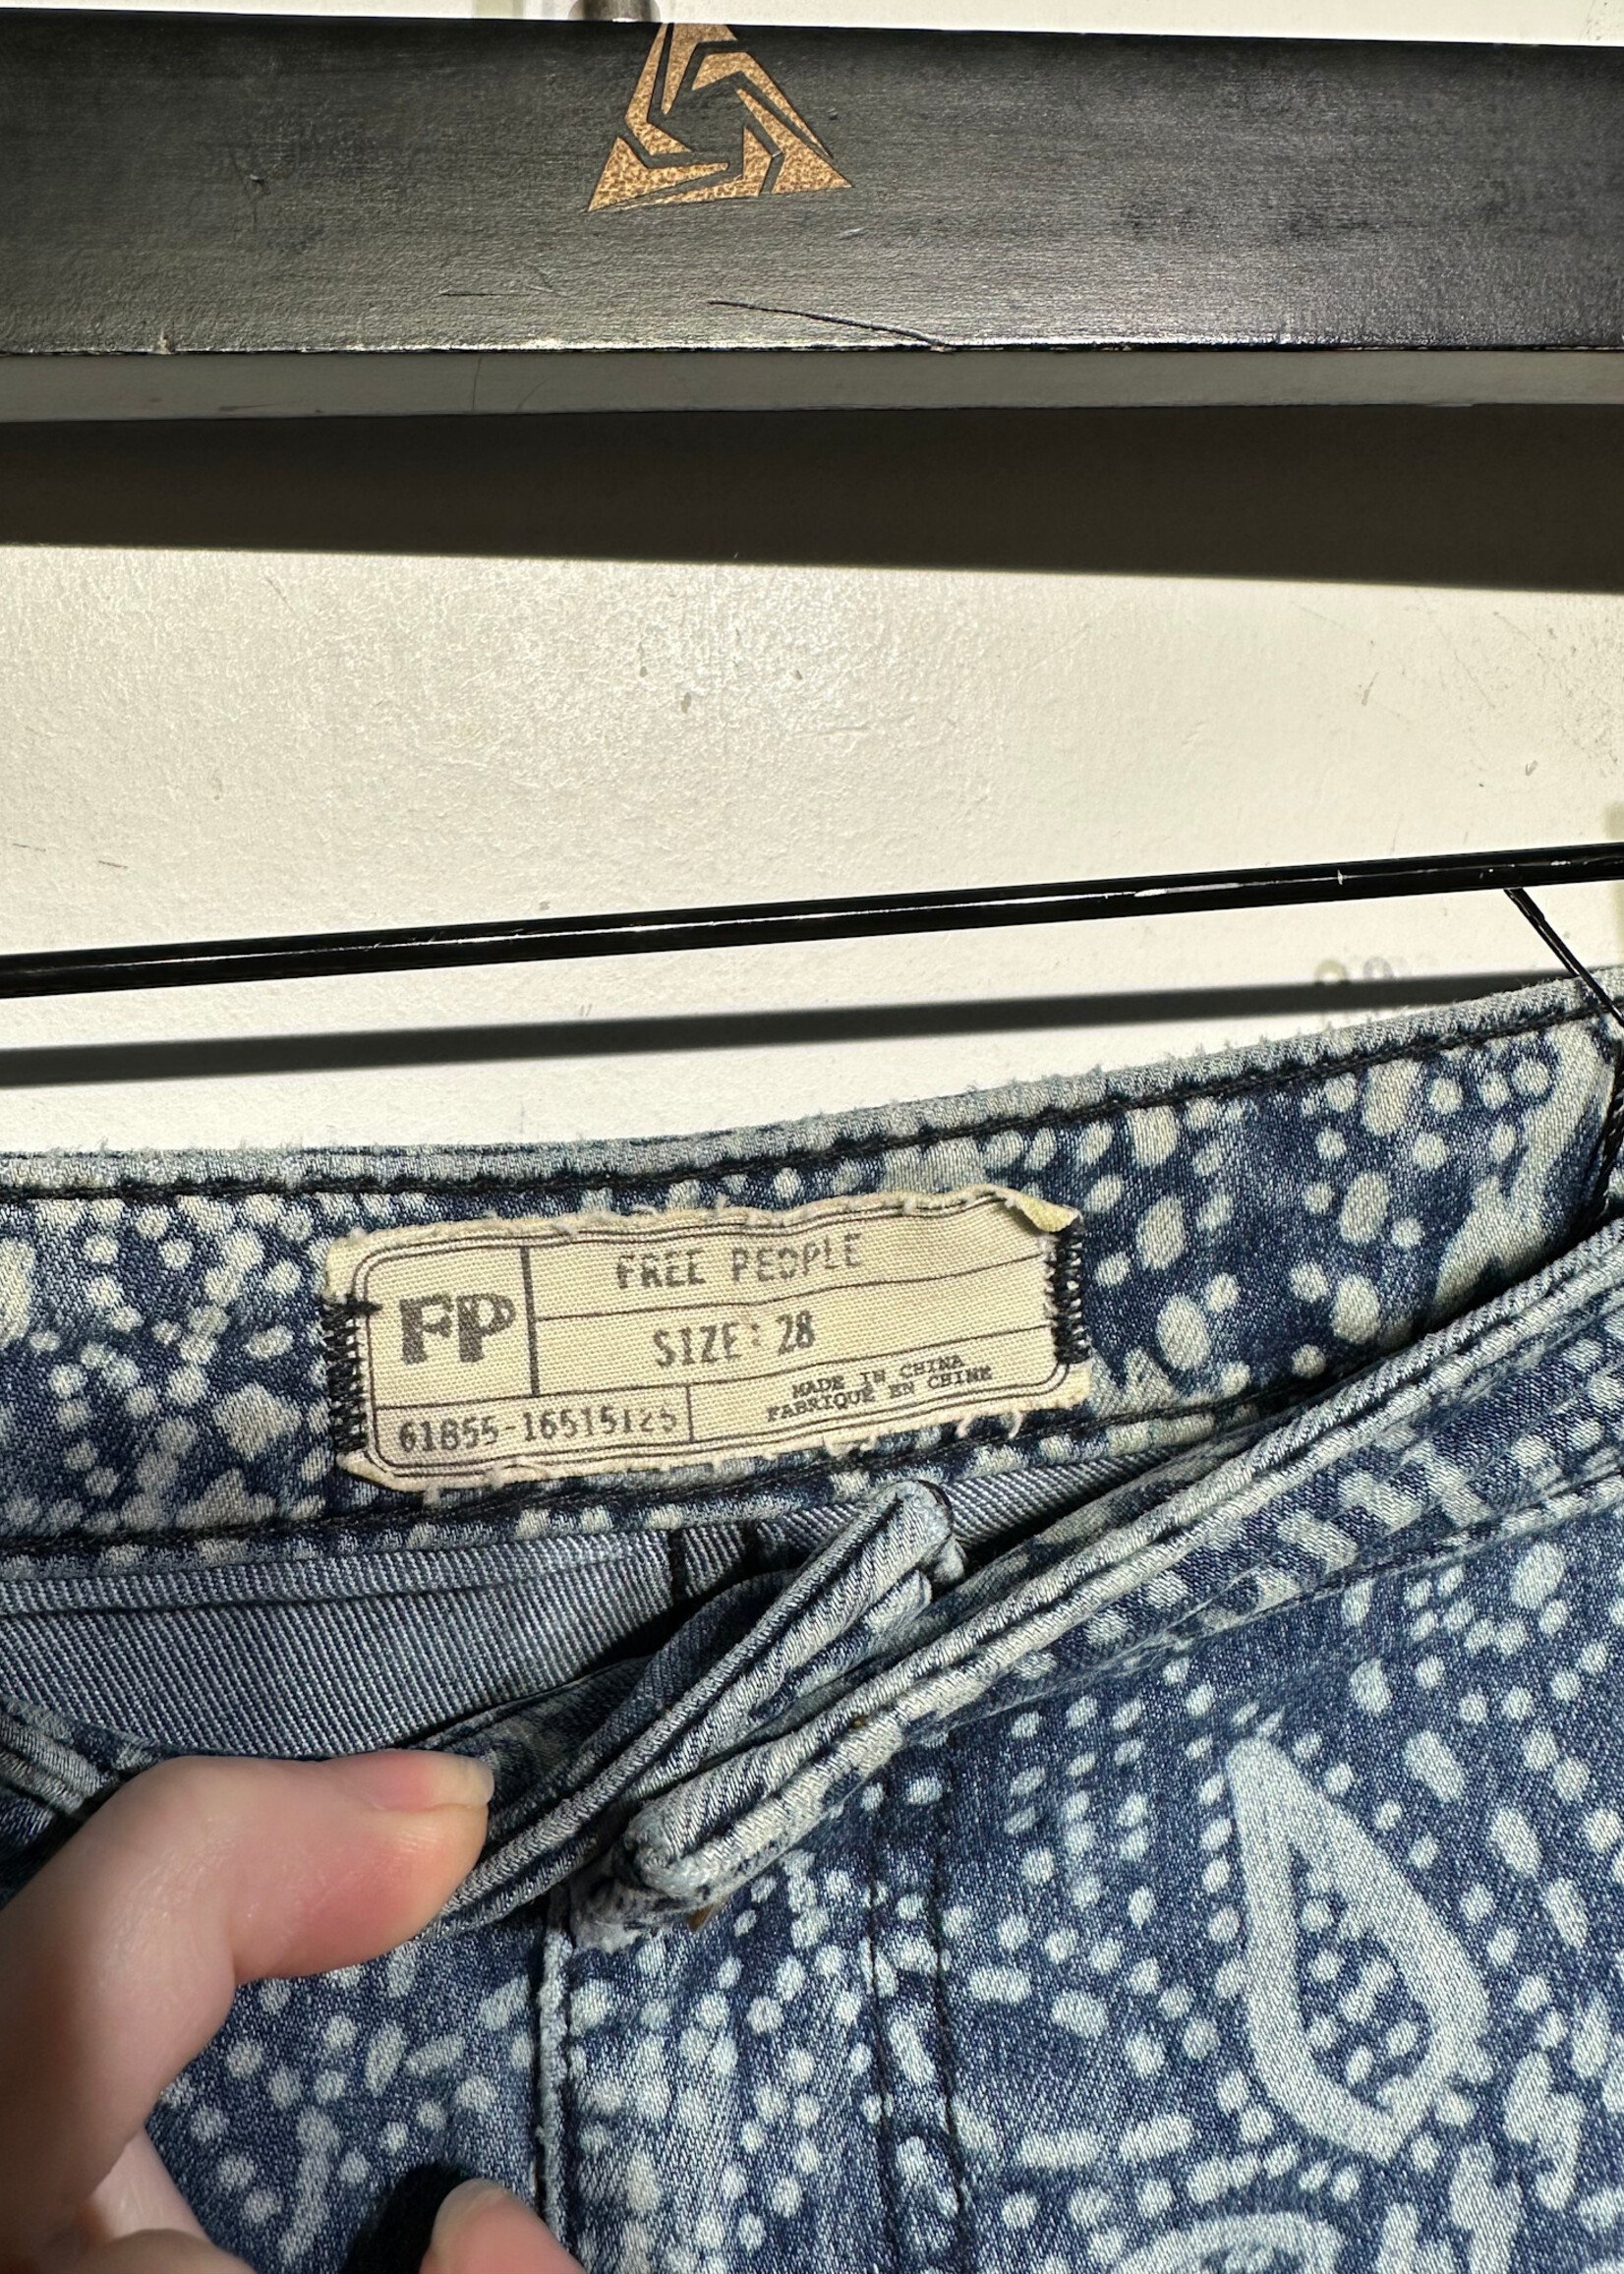 FP
FREE PEOPLE
SIZE: 28
61855-16515125
MADE IN CHINA
FABRIQUE EN CHINE